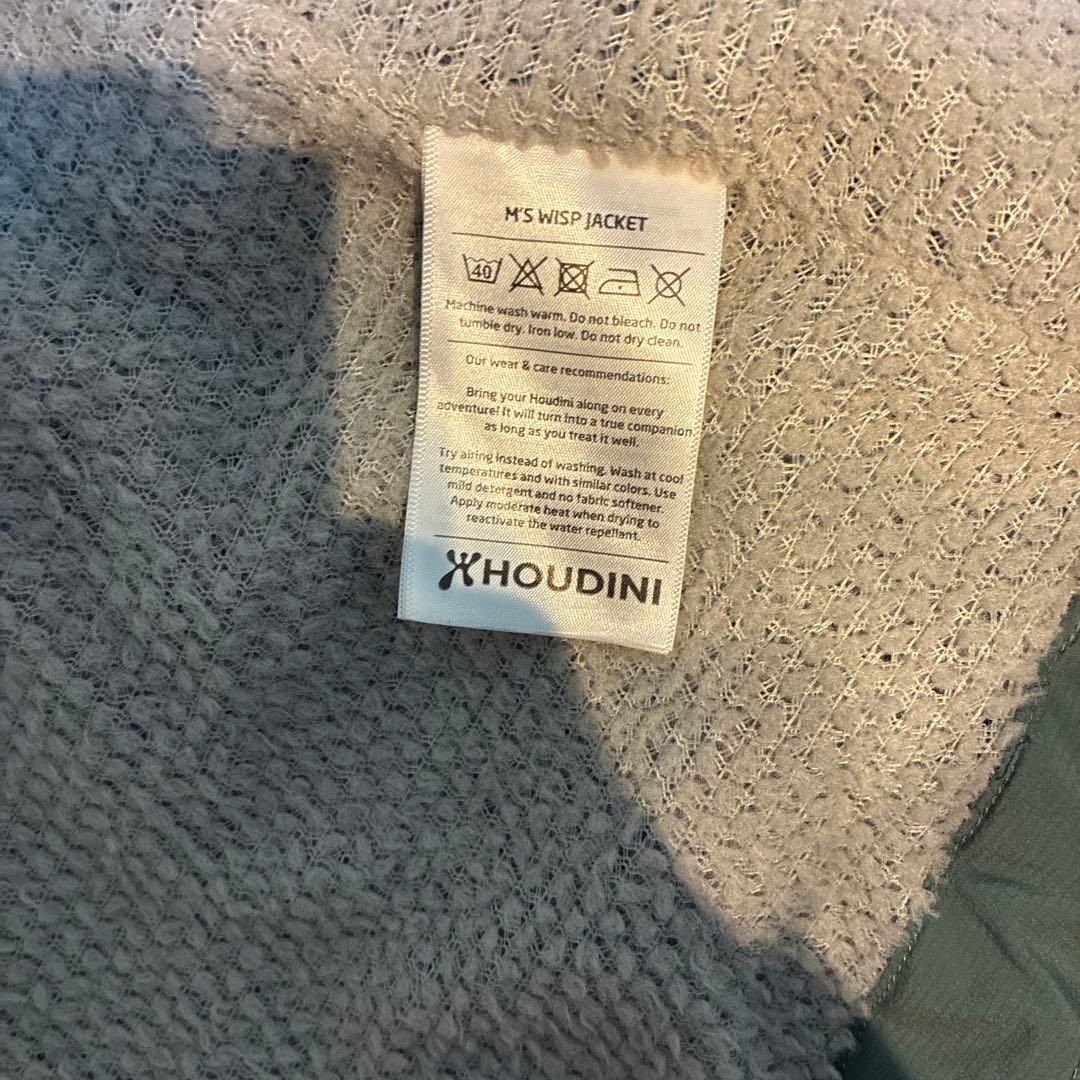 M'S WISP JACKET
40
Machine wash warm. Do not bleach. Do not
tumble dry. Iron low. Do not dry clean.
Our wear & care recommendations:
Bring your Houdini along on every
adventure! It will turn into a true companion
as long as you treat it well.
Try airing instead of washing. Wash at cool
temperatures and with similar colors. Use
mild detergent and no fabric softener.
Apply moderate heat when drying to
reactivate the water repellant.
HOUDINI